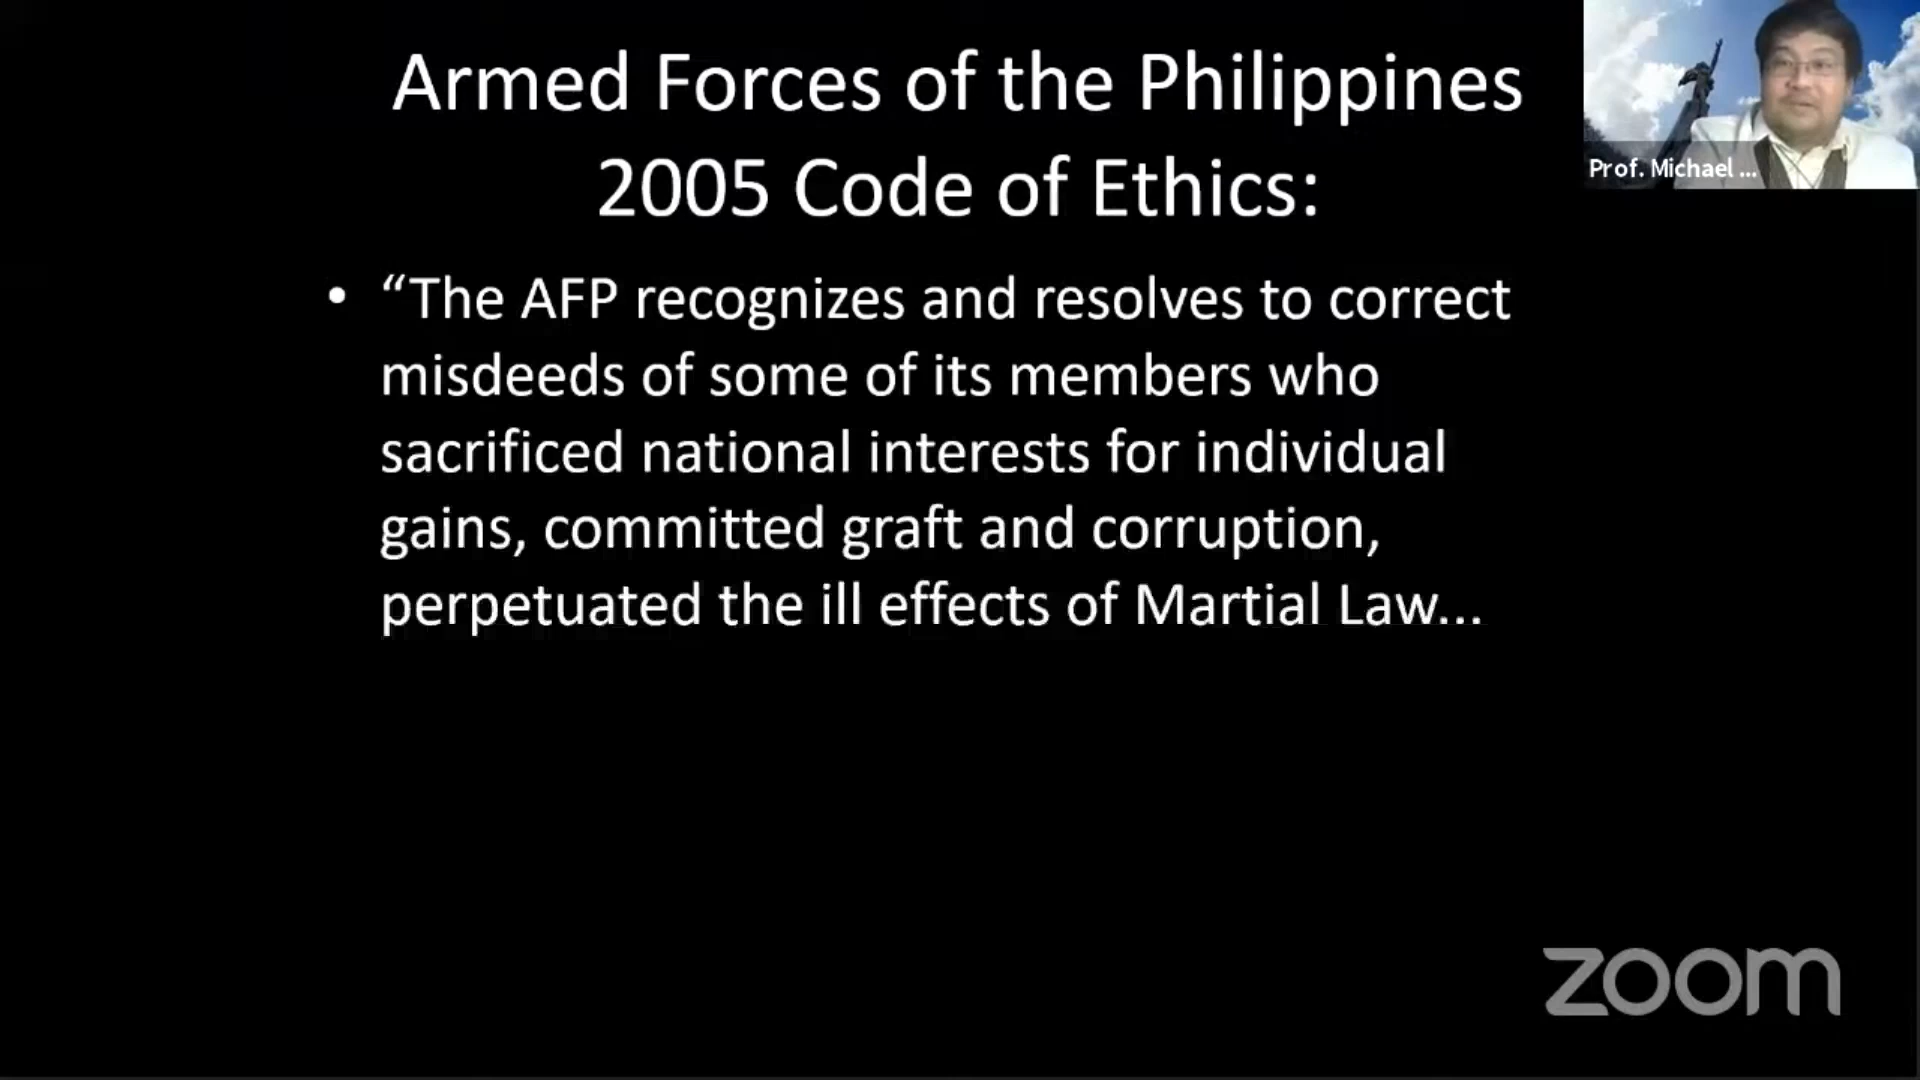 Armed Forces of the Philippines
2005 Code of Ethics:
Prof. Michael ...
• “The AFP recognizes and resolves to correct
misdeeds of some of its members who
sacrificed national interests for individual
gains, committed graft and corruption,
perpetuated the ill effects of Martial Law...
zoom